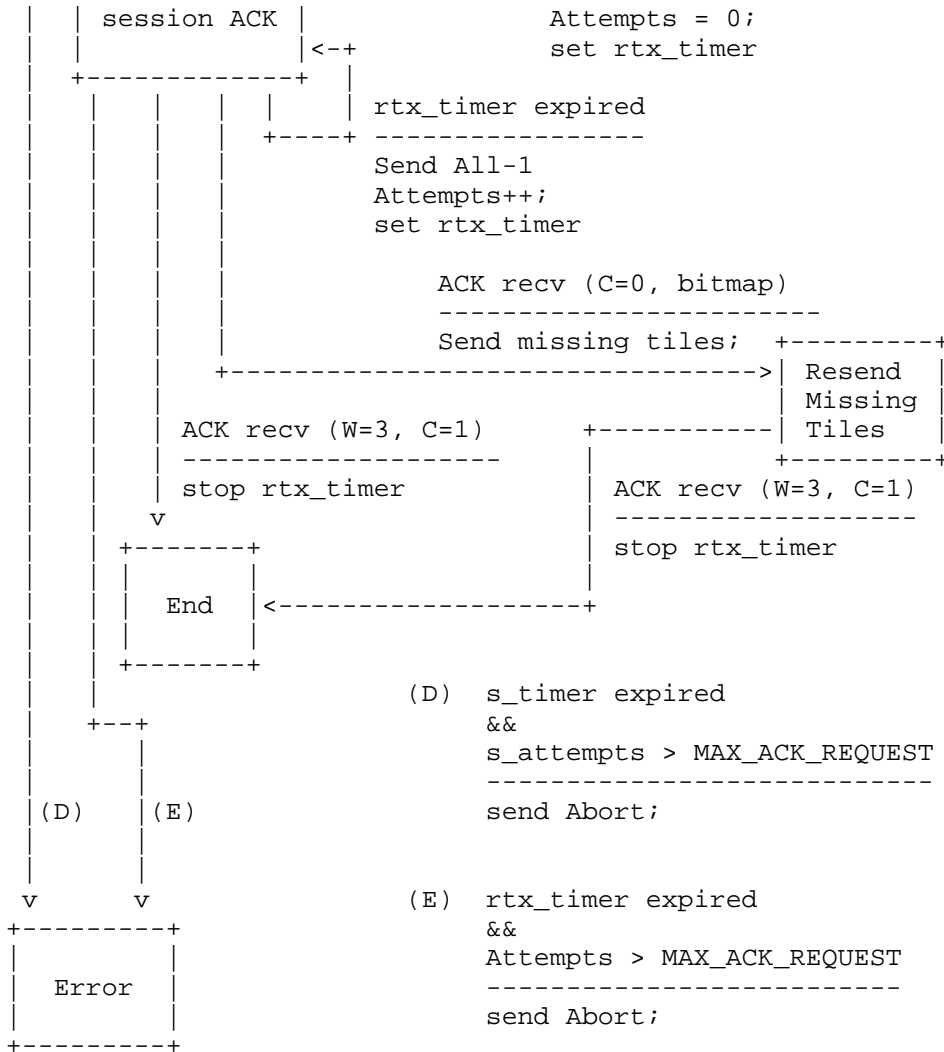 session ACK Attempts = 0;
<-+ set rtx_timer
+-------------+
rtx_timer expired
+----+ -----------------
Send All-1
Attempts++;
set rtx_timer
ACK recv (C=0, bitmap)
------------------------
Send missing tiles; +---------+
+--------------------------------->| Resend |
Missing
ACK recv (W=3, C=1) +-----------| Tiles |
-------------------- +---------+
stop rtx_timer ACK recv (W=3, C=1)
v -------------------
+-------+ stop rtx_timer
End |<-------------------+
+-------+
(D) s_timer expired
+--+ &&
s_attempts > MAX_ACK_REQUEST
----------------------------
(D) (E) send Abort;
v v (E) rtx_timer expired
+---------+ &&
Attempts > MAX_ACK_REQUEST
Error --------------------------
send Abort;
+---------+